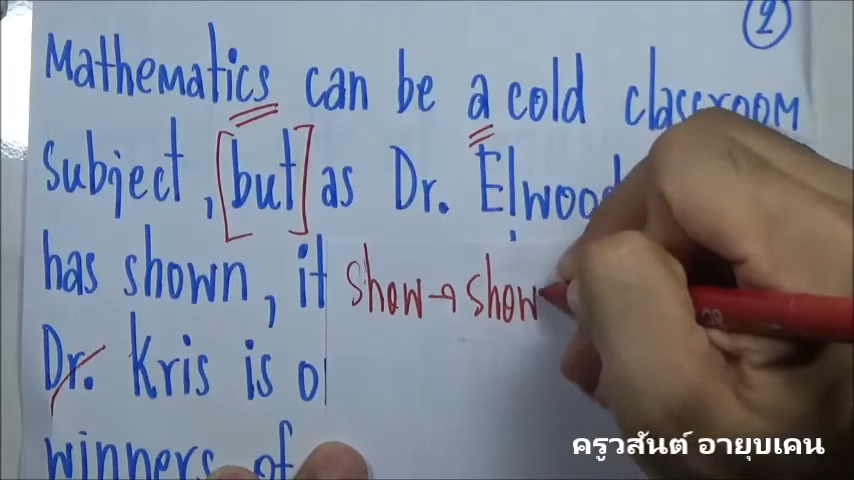 2
Mathematics can be a cold classroom
subject, but as Dr. Elwood
has shown, it
show → show
Dr. Kris is
winners of
ครูวสันต์ อายุบเคน